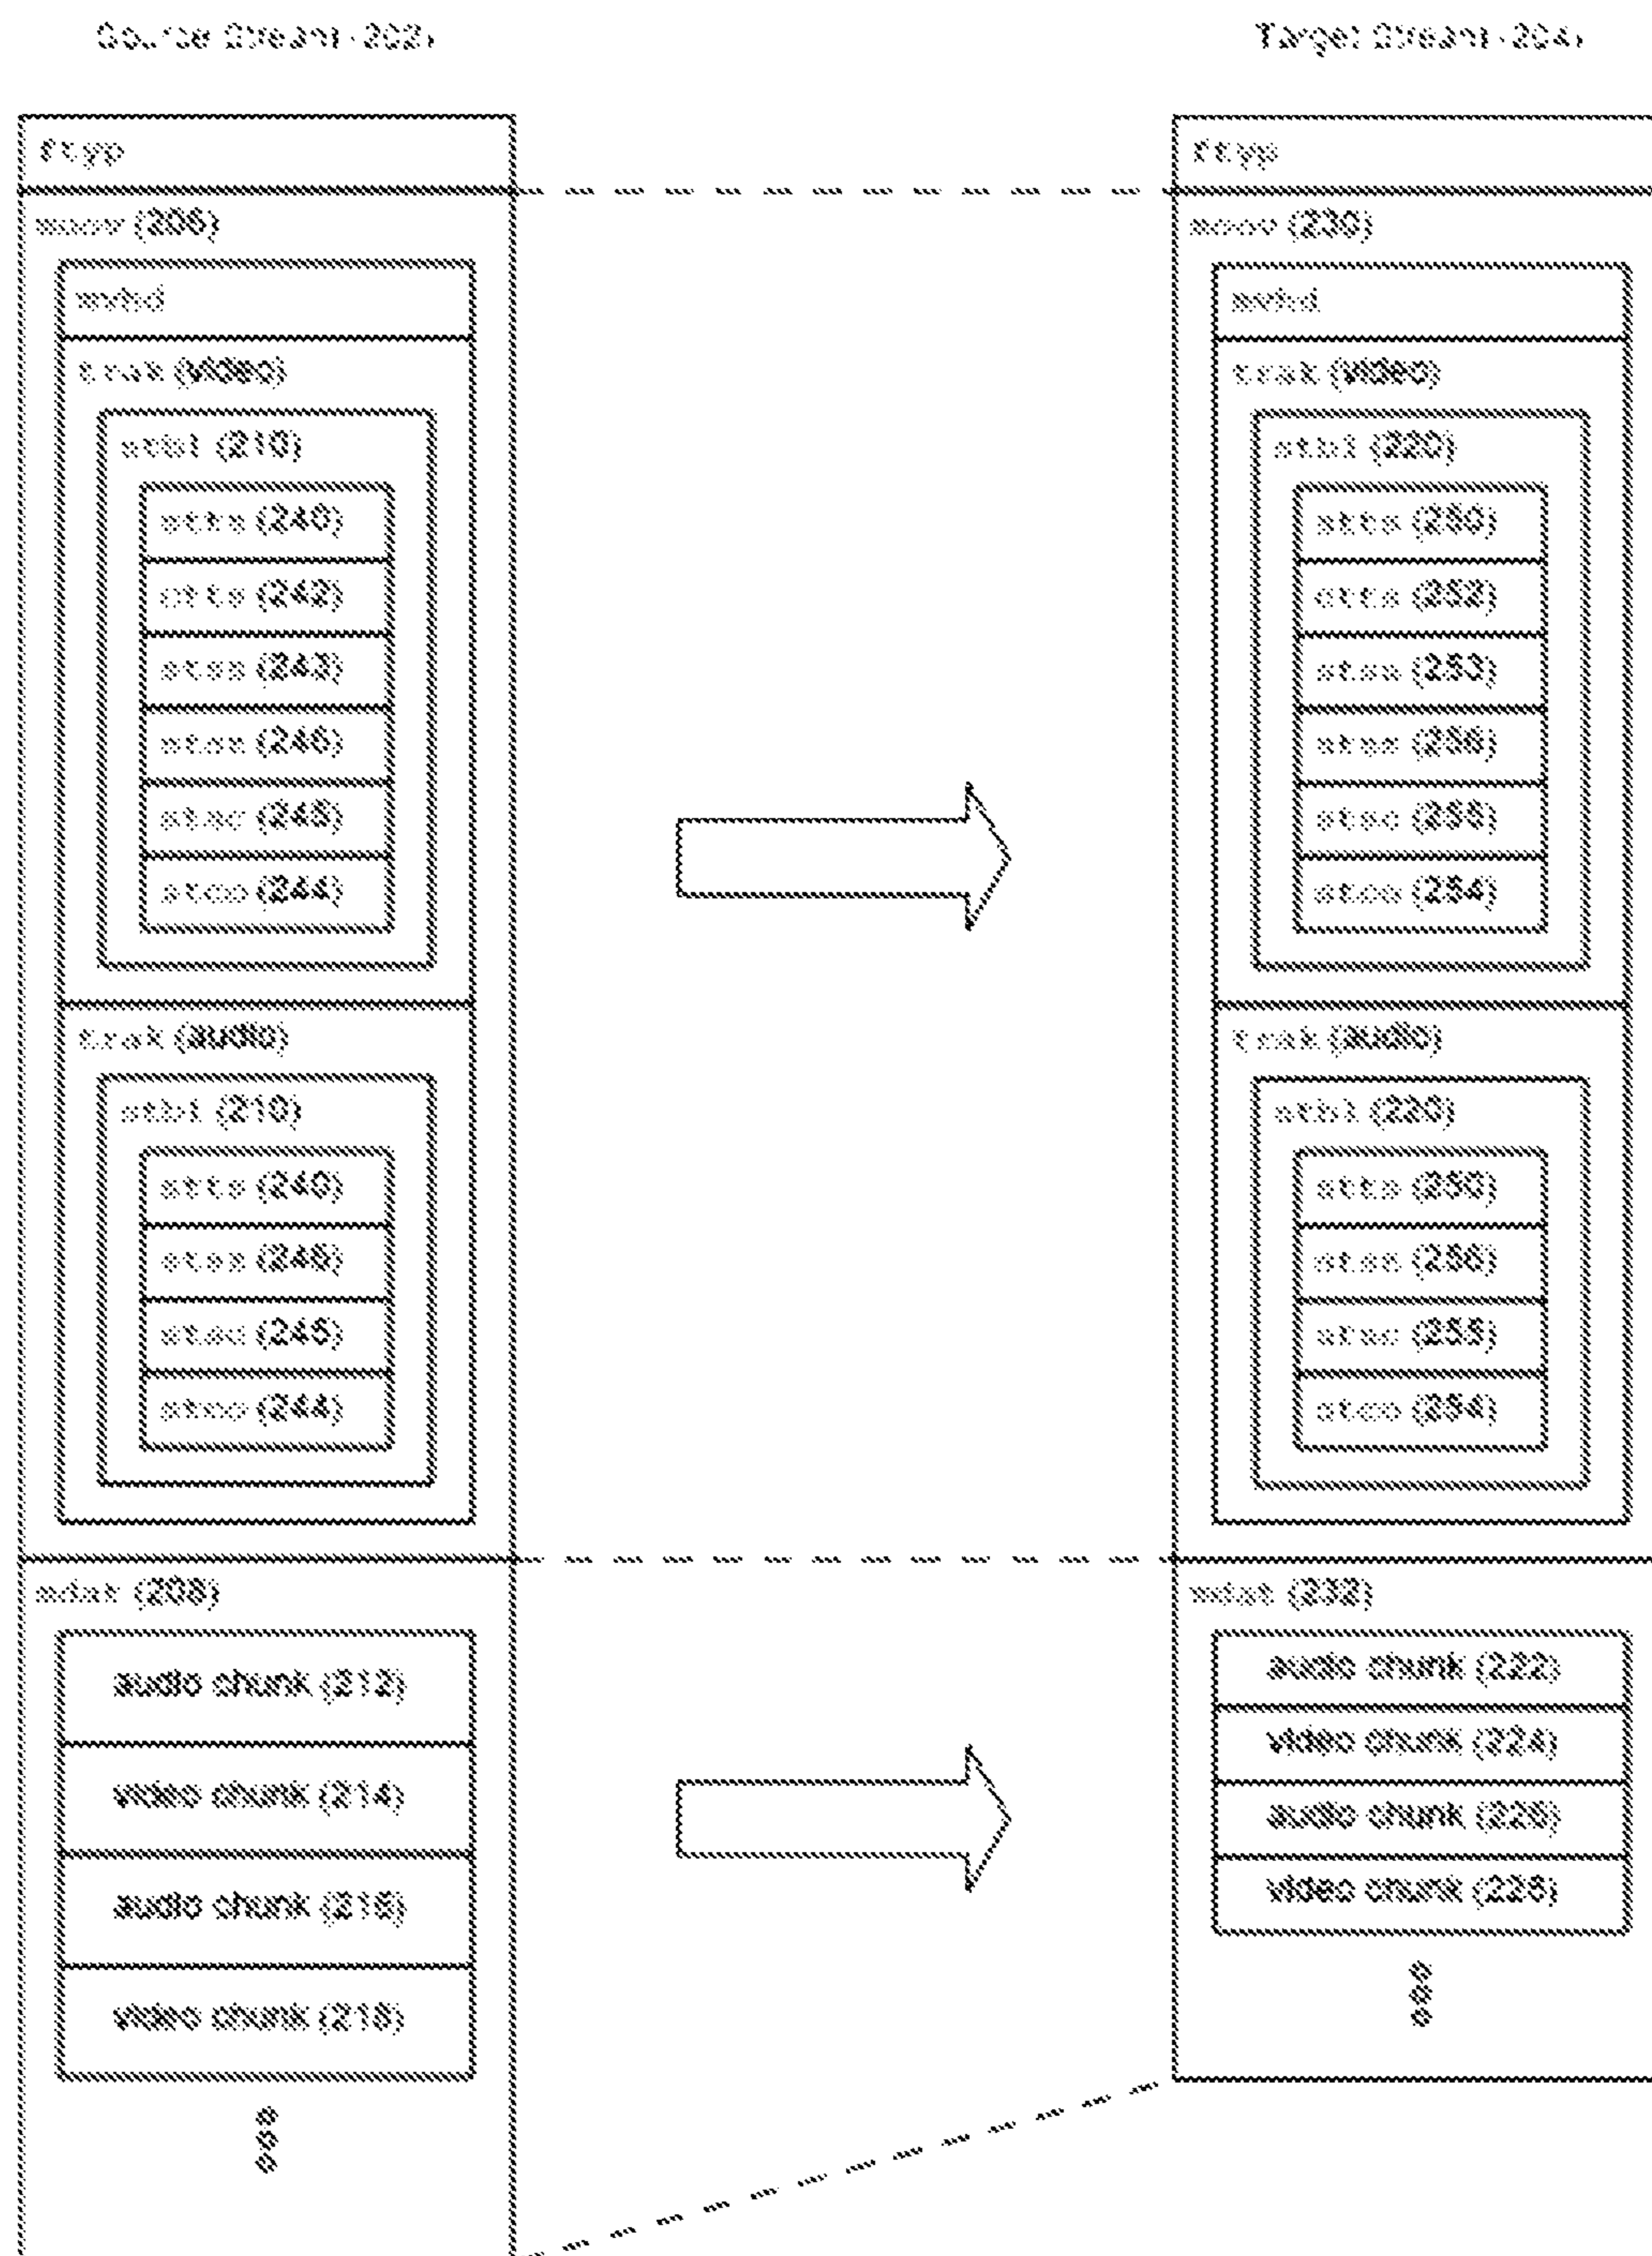 Source Stream (202)
ftyp
moov (206)
mvhd
trak (video)
stbl (210)
stts (240)
ctts (242)
stss (243)
stsz (246)
stsc (245)
stco (244)
trak (audio)
stbl (210)
stts (240)
stsz (246)
stsc (245)
stco (244)
mdat (208)
audio chunk (212)
video chunk (214)
audio chunk (216)
video chunk (218)
Target Stream (204)
ftyp
moov (230)
mvhd
trak (video)
stbl (220)
stts (250)
ctts (252)
stss (253)
stsz (256)
stsc (255)
stco (254)
trak (audio)
stbl (220)
stts (250)
stsz (256)
stsc (255)
stco (254)
mdat (232)
audio chunk (222)
video chunk (224)
audio chunk (226)
video chunk (228)